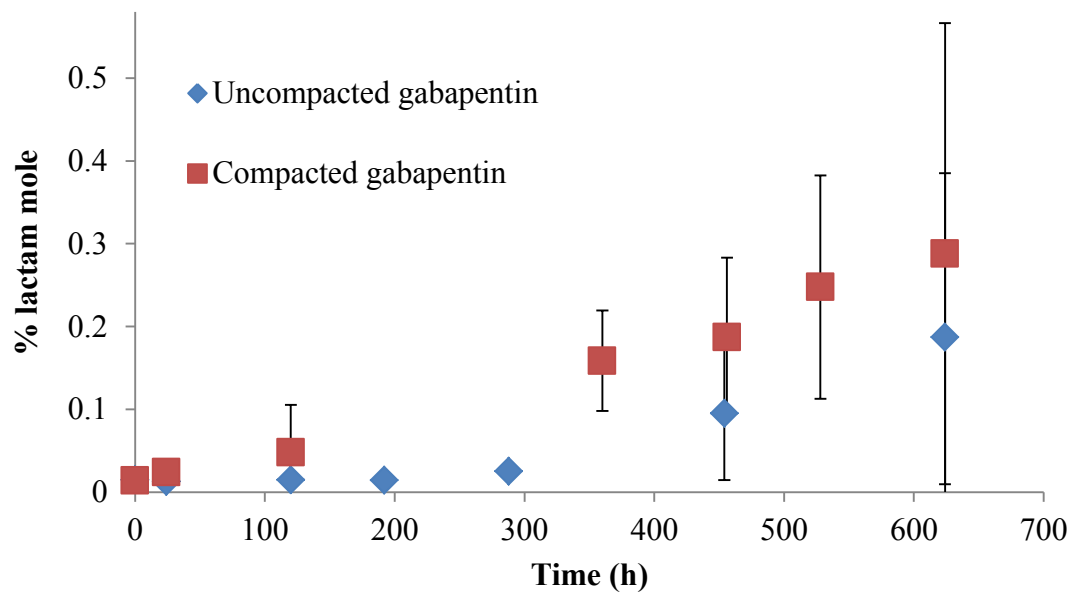 0.5
0.4
0.3
0.2
0.1
0
% lactam mole
Uncompacted gabapentin
Compacted gabapentin
0 100 200 300 400 500 600 700
Time (h)